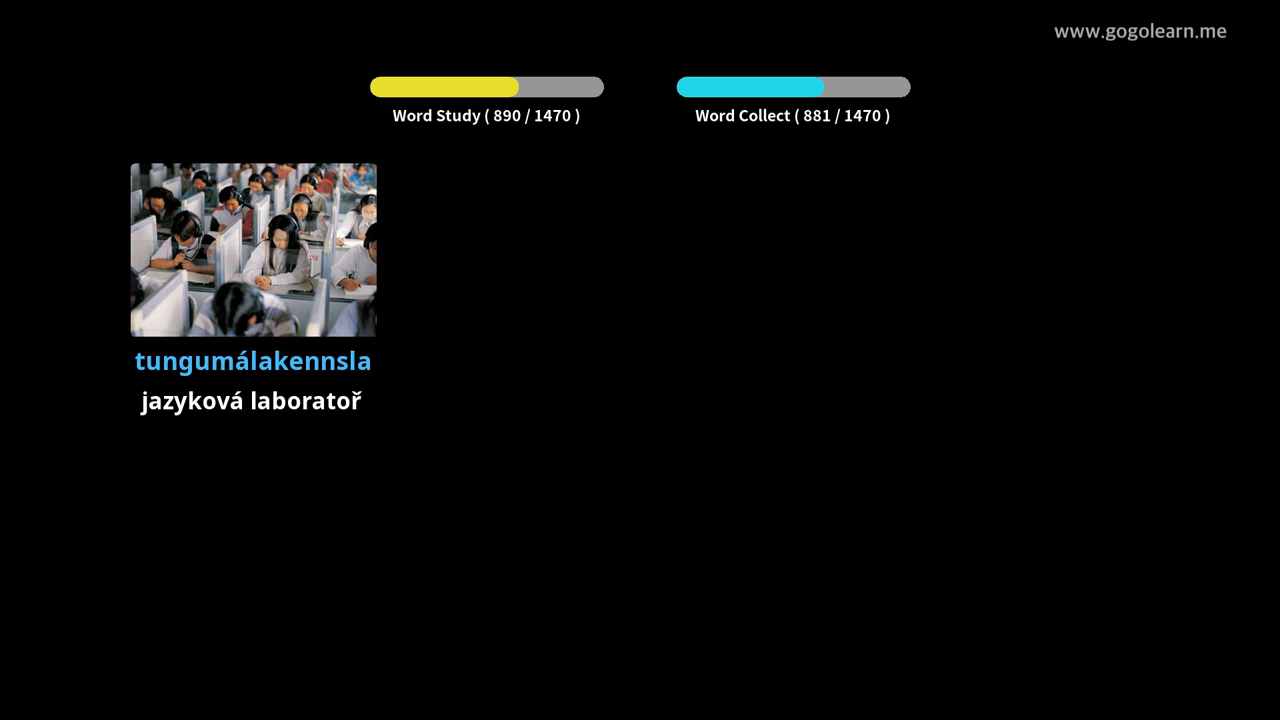 www.gogolearn.me
Word Study ( 890 / 1470 )
Word Collect ( 881 / 1470 )
tungumálakennsla
jazyková laboratoř